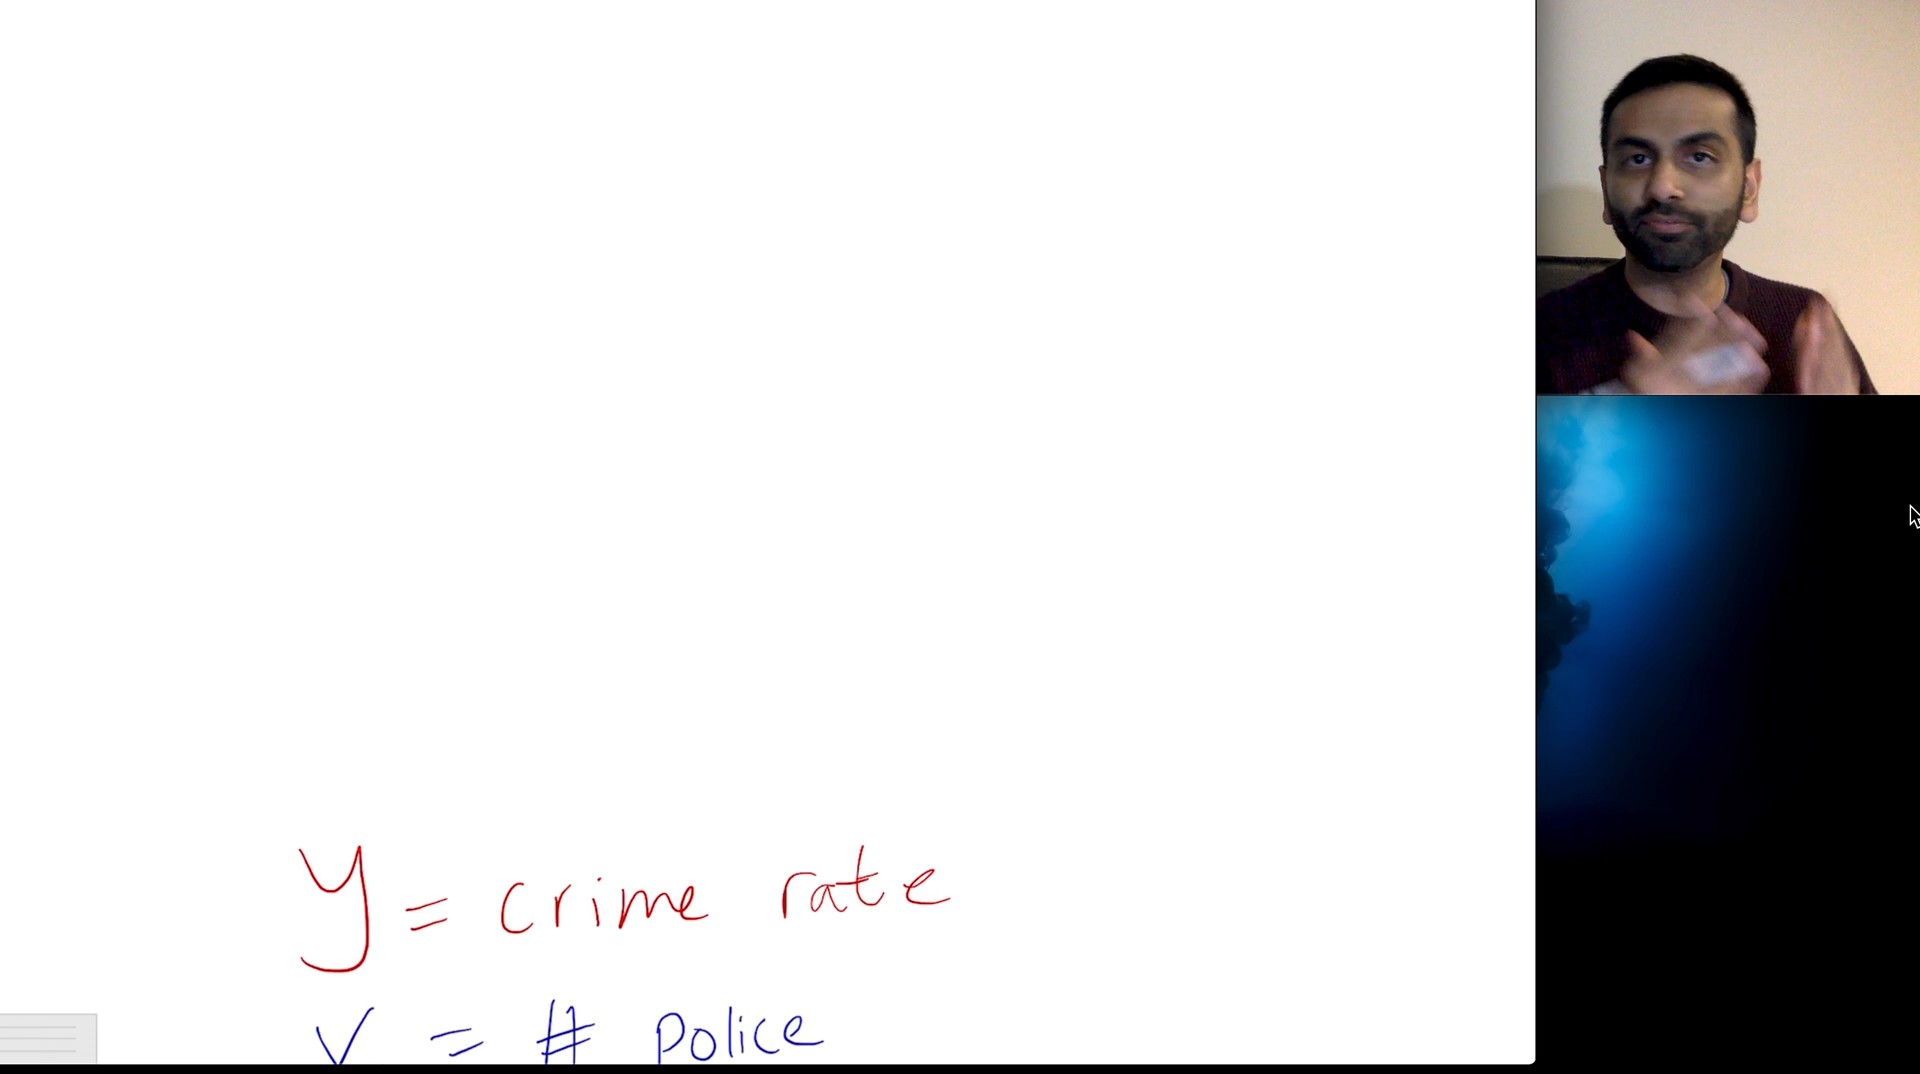 y = crime rate
= # police